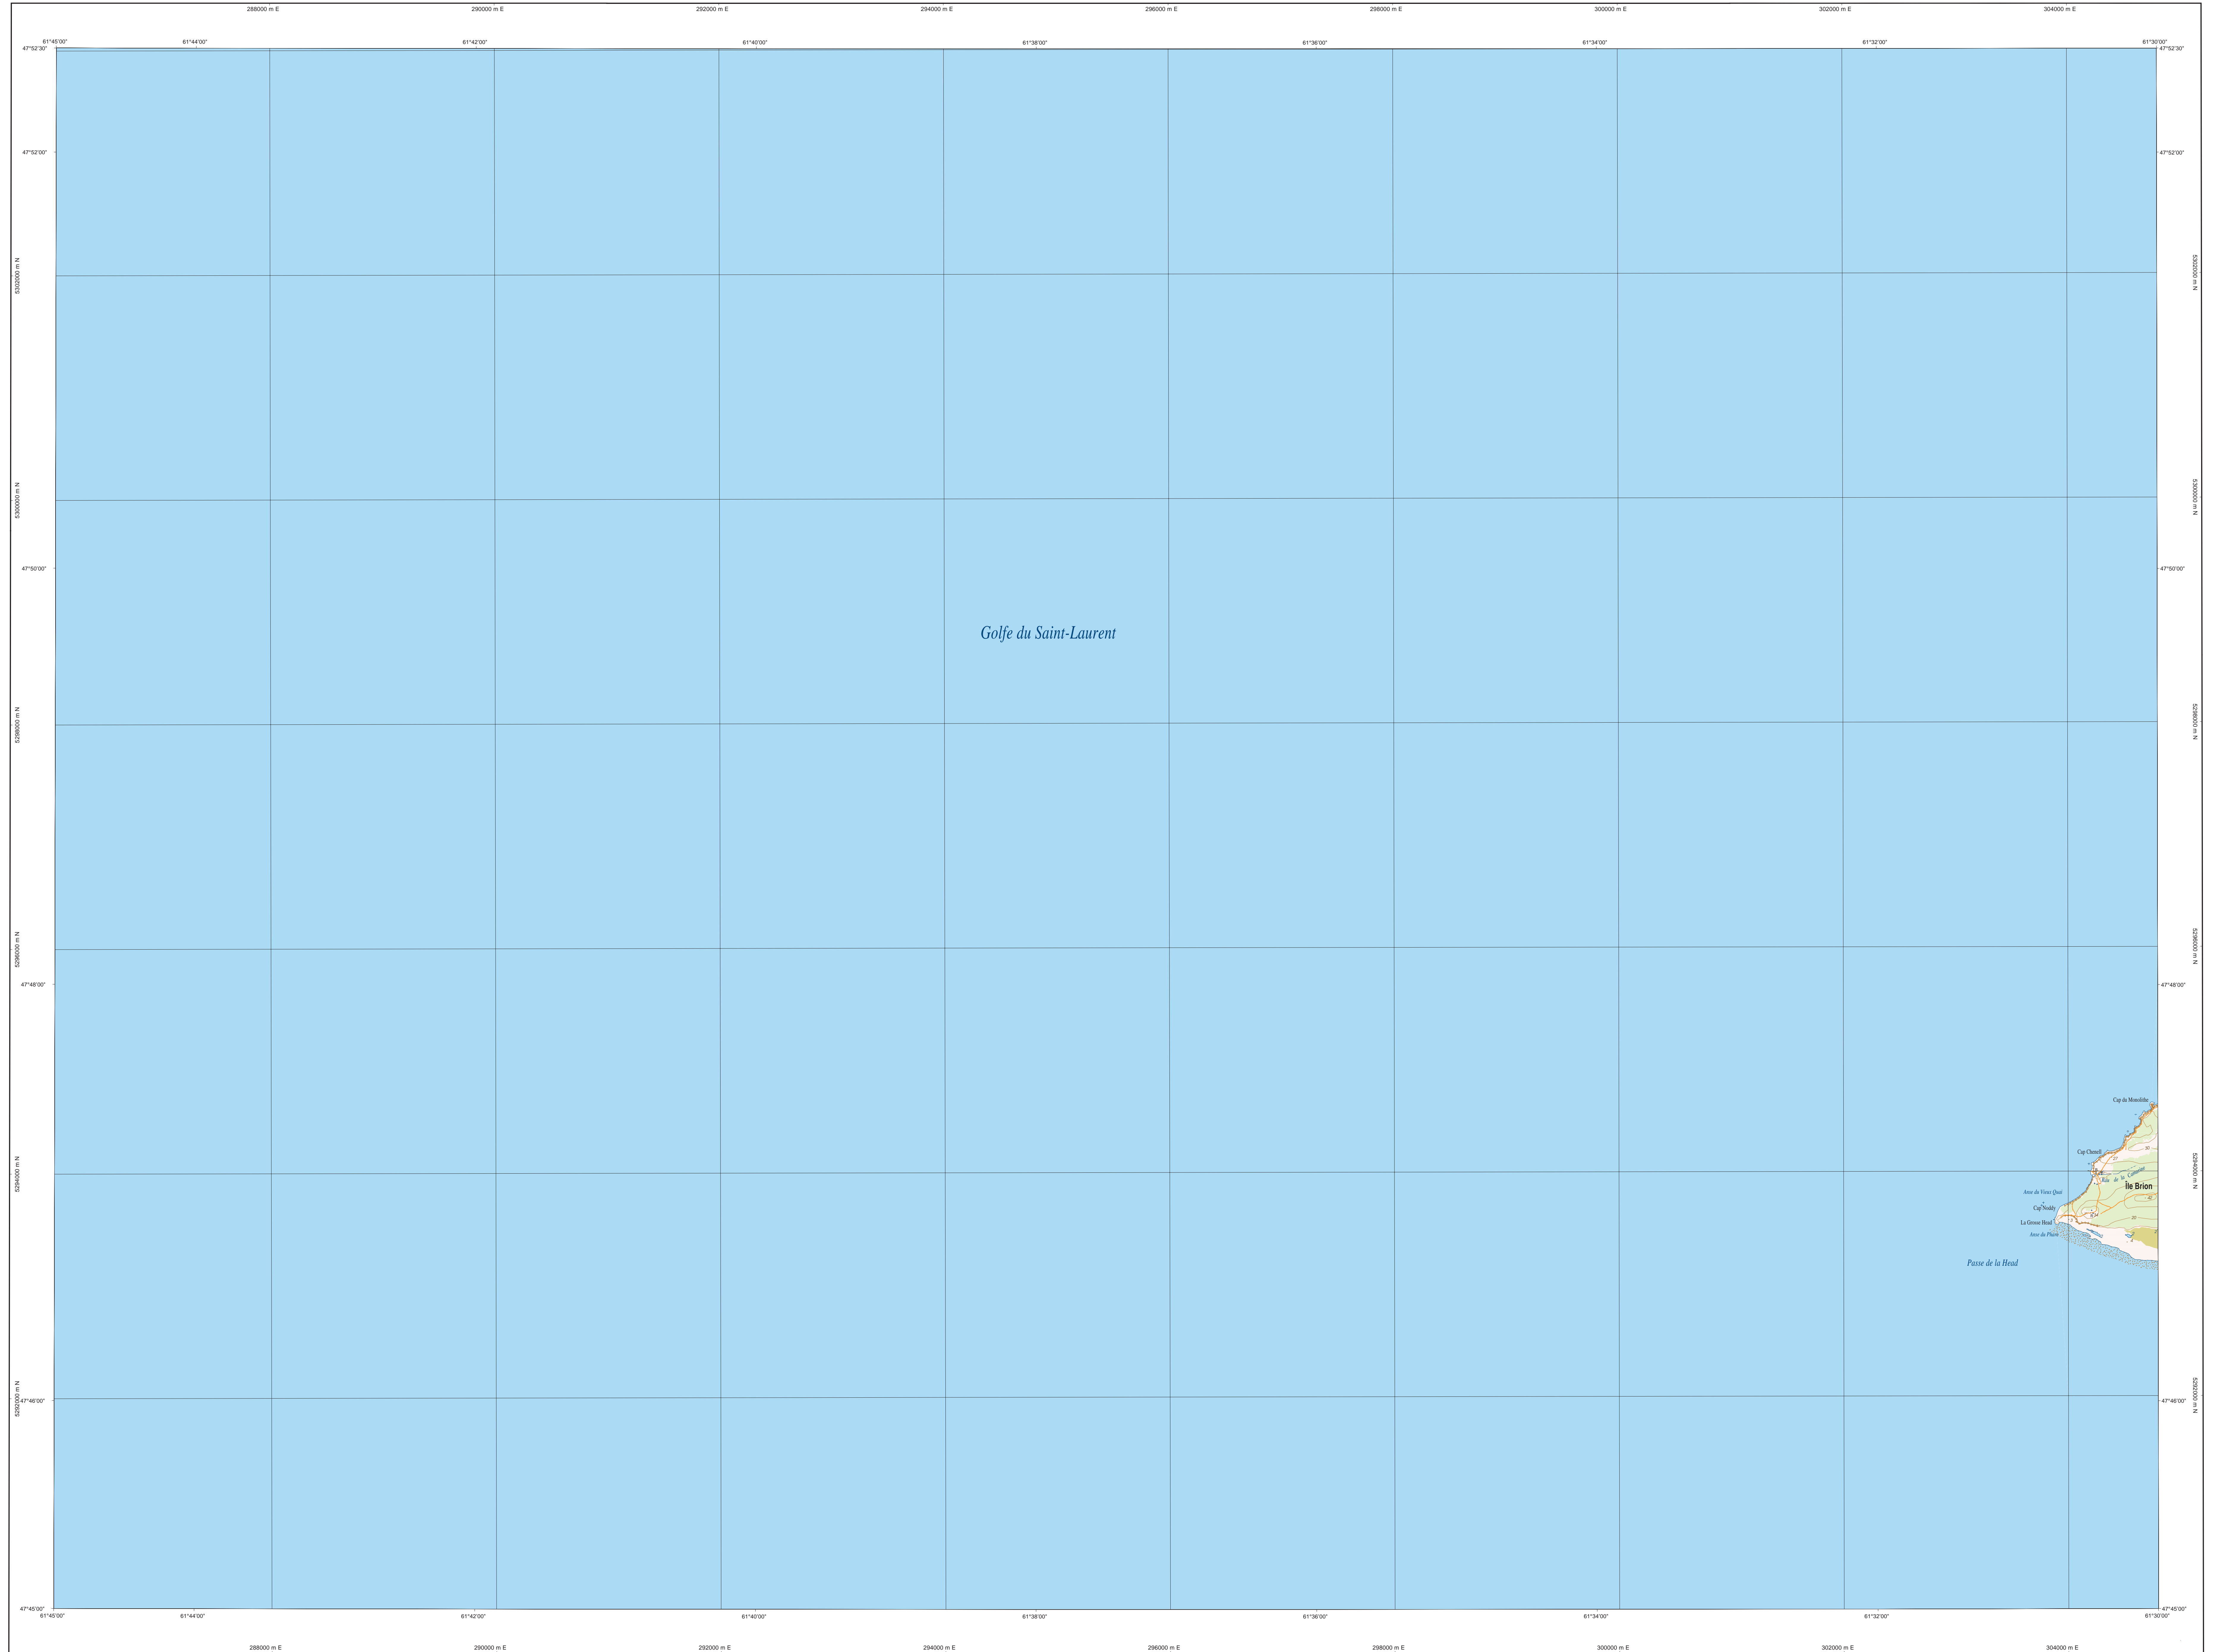 288000 m E 290000 m E 292000 m E 294000 m E 296000 m E 298000 m E 300000 m E 302000 m E 304000 m E
61°45'00" 61°44'00" 61°42'00" 61°40'00" 61°38'00" 61°36'00" 61°34'00" 61°32'00" 61°30'00"
47°52'30" 47°52'30"
47°52'00" 47°52'00"
5302000 m N 5302000 m N
5300000 m N 5300000 m N
47°50'00" 47°50'00"
Golfe du Saint-Laurent
5298000 m N 5298000 m N
5296000 m N 5296000 m N
47°48'00" 47°48'00"
Cap du Monolithe
Cap Chenell
5294000 m N 5294000 m N
Île Brion
Anse du Vieux Quai
Cap Noddy
La Grosse Head
Anse du Phare
Passe de la Head
5292000 m N 5292000 m N
47°46'00" 47°46'00"
47°45'00" 47°45'00"
61°45'00" 61°44'00" 61°42'00" 61°40'00" 61°38'00" 61°36'00" 61°34'00" 61°32'00" 61°30'00"
288000 m E 290000 m E 292000 m E 294000 m E 296000 m E 298000 m E 300000 m E 302000 m E 304000 m E